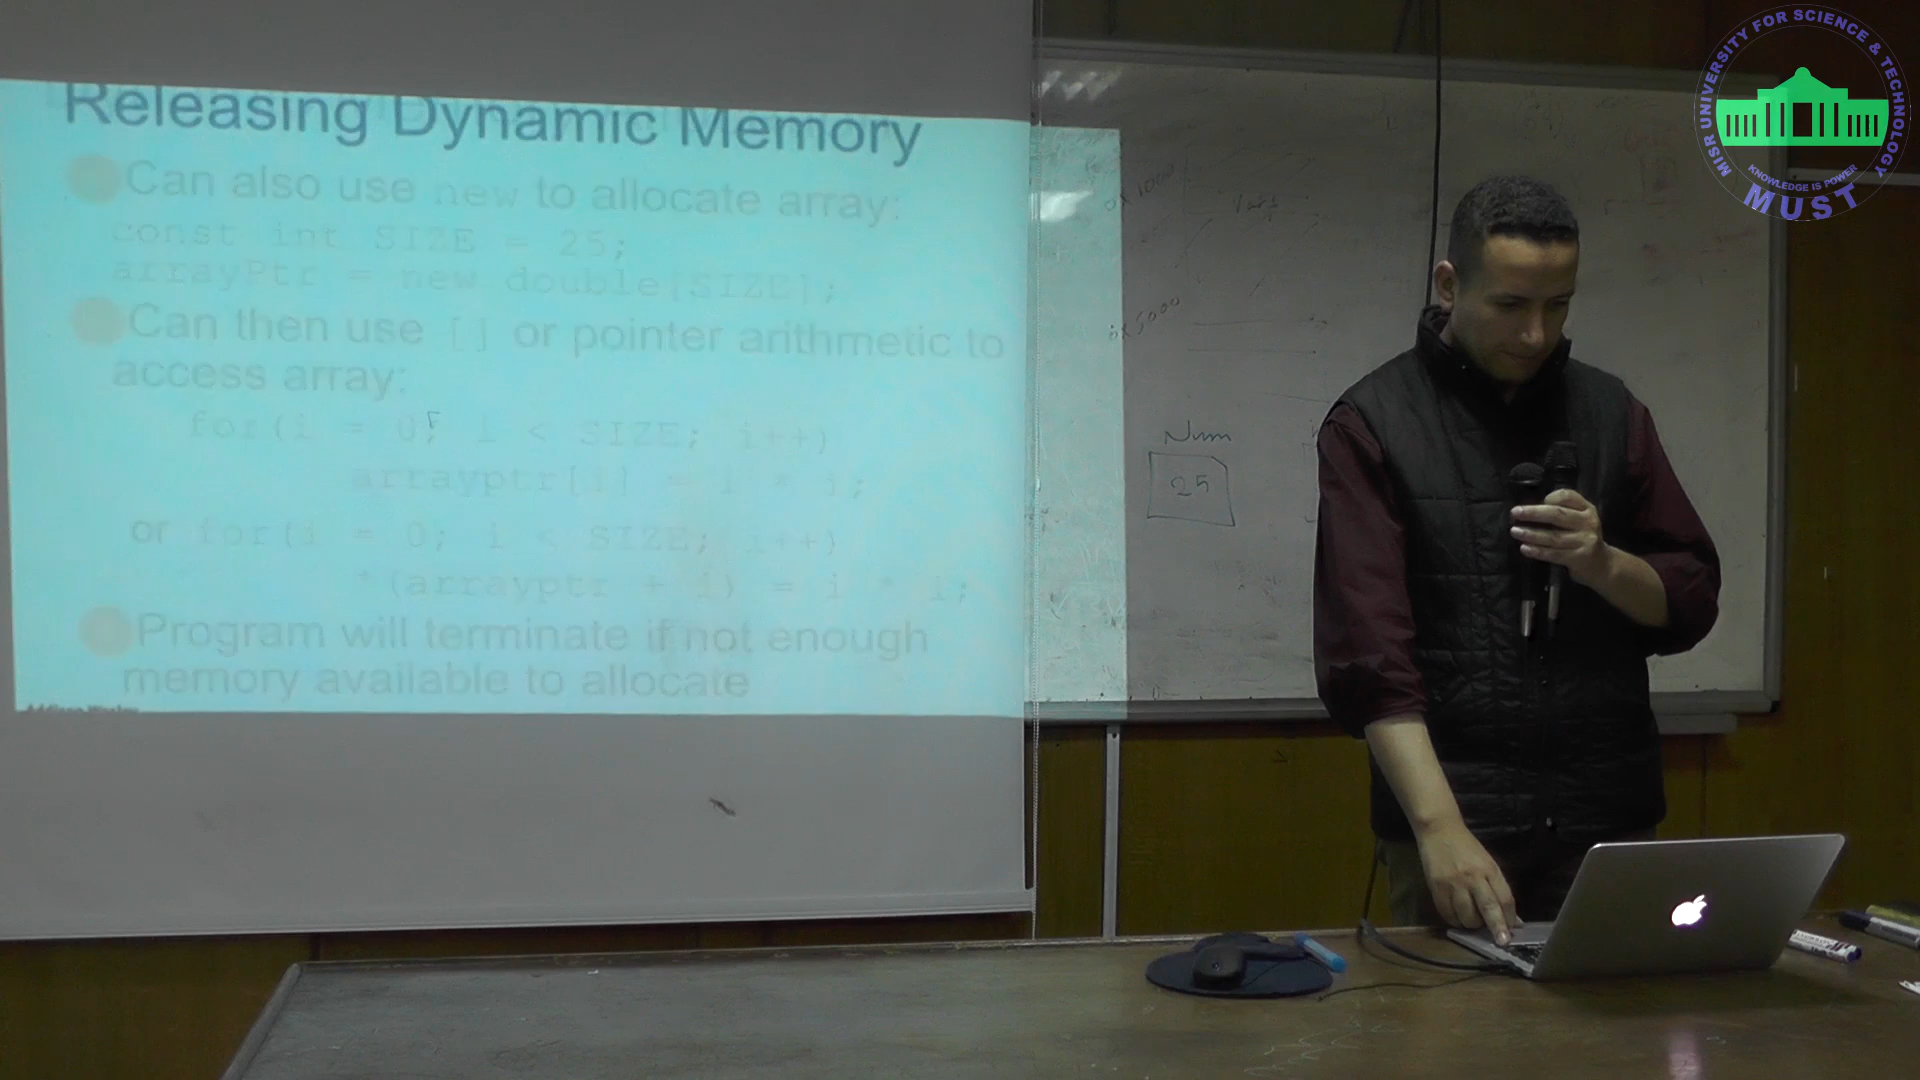 Releasing Dynamic Memory
Can also use new to allocate array:
const int SIZE = 25;
arrayPtr = new double[SIZE];
Can then use [] or pointer arithmetic to
access array:
for(i = 0; i < SIZE; i++)
arrayptr[i] = i * i;
or for(i = 0; i < SIZE; i++)
*(arrayptr + i) = i * i;
Program will terminate if not enough
memory available to allocate
0x1000
Var1
0x5000
Num
25
MISR UNIVERSITY FOR SCIENCE & TECHNOLOGY
KNOWLEDGE IS POWER
MUST